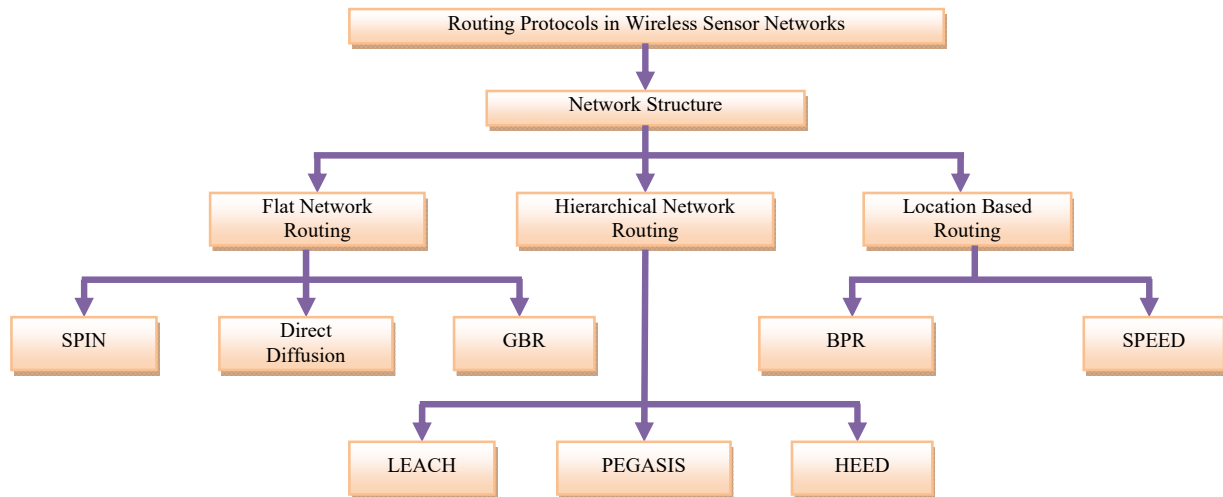 Routing Protocols in Wireless Sensor Networks
Network Structure
Flat Network
Routing
Hierarchical Network
Routing
Location Based
Routing
SPIN
Direct
Diffusion
GBR
BPR
SPEED
LEACH
PEGASIS
HEED